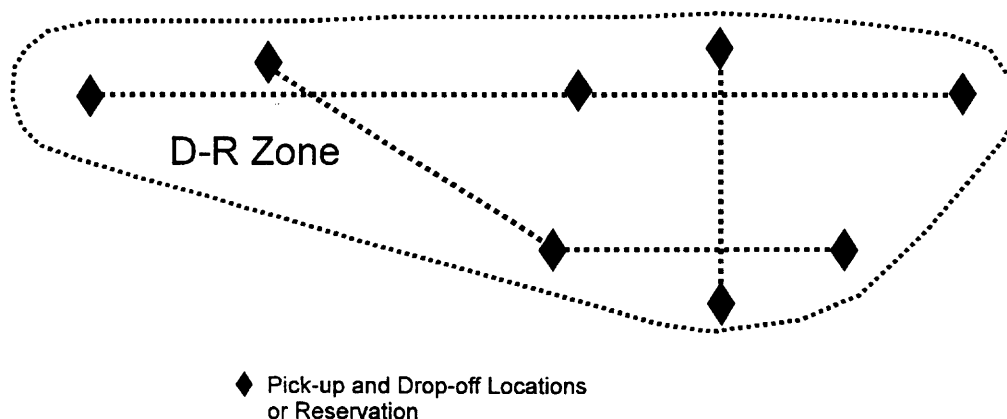 D-R Zone
Pick-up and Drop-off Locations
or Reservation